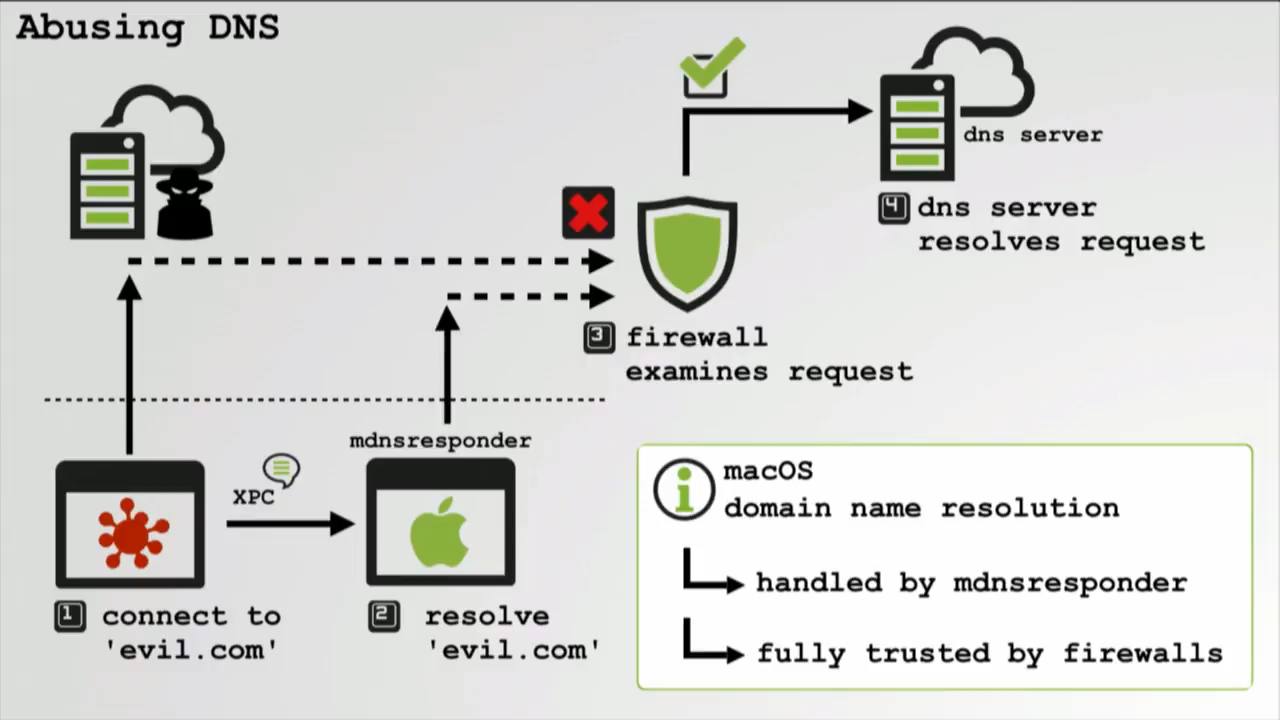 Abusing DNS
dns server
4
dns server
resolves request
3
firewall
examines request
mdnsresponder
XPC
1
connect to
'evil.com'
2
resolve
'evil.com'
i
macOS
domain name resolution
handled by mdnsresponder
fully trusted by firewalls